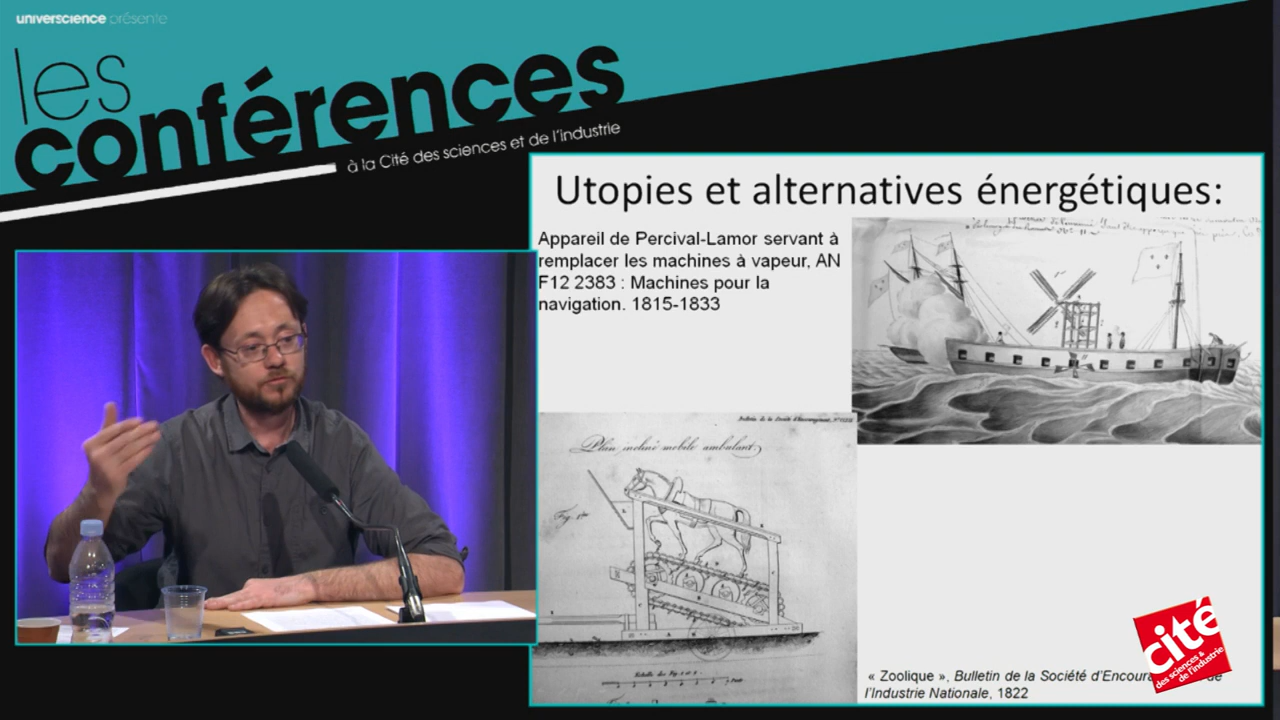 universcience présente
les
conférences
à la Cité des sciences et de l'industrie
Utopies et alternatives énergétiques:
Appareil de Percival-Lamor servant à
remplacer les machines à vapeur, AN
F12 2383 : Machines pour la
navigation. 1815-1833
Plan incliné mobile ambulant
« Zoolique », Bulletin de la Société d'Encour
l'Industrie Nationale, 1822
cité
des sciences &
de l'industrie